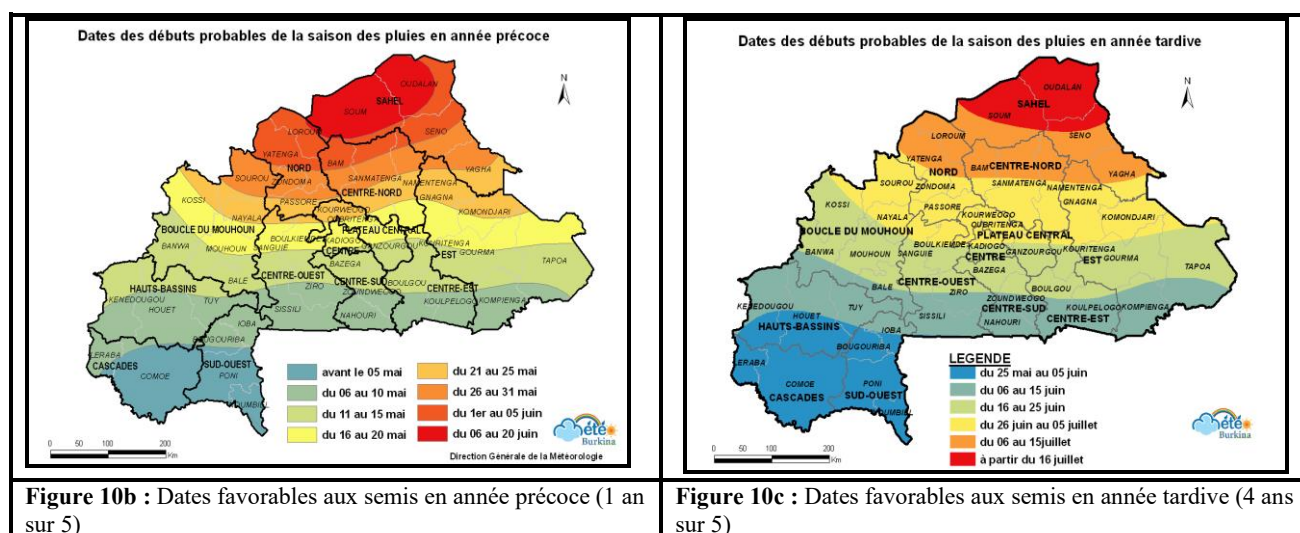 Dates des débuts probables de la saison des pluies en année précoce
N
OUDALAN
SAHEL
SOUM
LOROUM
SENO
YATENGA
NORD
BAM
YAGHA
SOUROU
ZONDOMA
SANMATENGA
CENTRE-NORD
NAMENTENGA
GNAGNA
KOSSI
PASSORE
KOURWEOGO
OUBRITENGA
KOMONDJARI
NAYALA
BOUCLE DU MOUHOUN
BOULKIEMDE
PLATEAU CENTRAL
KADIOGO
CENTRE
GANZOURGOU
KOURITENGA
BANWA
MOUHOUN
SANGUIE
EST
GOURMA
TAPOA
BAZEGA
BALE
CENTRE-OUEST
ZIRO
CENTRE-SUD
BOULGOU
CENTRE-EST
HAUTS-BASSINS
KENEDOUGOU
HOUET
TUY
ZOUNDWEOGO
KOULPELOGO
KOMPIENGA
SISSILI
NAHOURI
IOBA
BOUGOURIBA
LERABA
CASCADES
SUD-OUEST
COMOE
PONI
NOUMBIEL
avant le 05 mai
du 06 au 10 mai
du 11 au 15 mai
du 16 au 20 mai
du 21 au 25 mai
du 26 au 31 mai
du 1er au 05 juin
du 06 au 20 juin
50 0 100 200
Km
été
Burkina
Direction Générale de la Météorologie
Figure 10b : Dates favorables aux semis en année précoce (1 an
sur 5)
Dates des débuts probables de la saison des pluies en année tardive
N
OUDALAN
SAHEL
SOUM
LOROUM
SENO
YATENGA
NORD
BAM
CENTRE-NORD
YAGHA
SOUROU
ZONDOMA
SANMATENGA
NAMENTENGA
GNAGNA
KOSSI
PASSORE
KOURWEOGO
OUBRITENGA
KOMONDJARI
NAYALA
BOUCLE DU MOUHOUN
PLATEAU CENTRAL
BOULKIEMDE
KADIOGO
GANZOURGOU
KOURITENGA
BANWA
MOUHOUN
SANGUIE
CENTRE
EST
GOURMA
TAPOA
BAZEGA
BALE
CENTRE-OUEST
ZIRO
BOULGOU
KENEDOUGOU
HOUET
TUY
ZOUNDWEOGO
CENTRE-SUD
KOULPELOGO
KOMPIENGA
SISSILI
NAHOURI
CENTRE-EST
HAUTS-BASSINS
IOBA
BOUGOURIBA
LERABA
COMOE
CASCADES
PONI
SUD-OUEST
NOUMBIEL
LEGENDE
du 25 mai au 05 juin
du 06 au 15 juin
du 16 au 25 juin
du 26 juin au 05 juillet
du 06 au 15juillet
à partir du 16 juillet
50 0 100 200
Km
été
Burkina
Figure 10c : Dates favorables aux semis en année tardive (4 ans
sur 5)